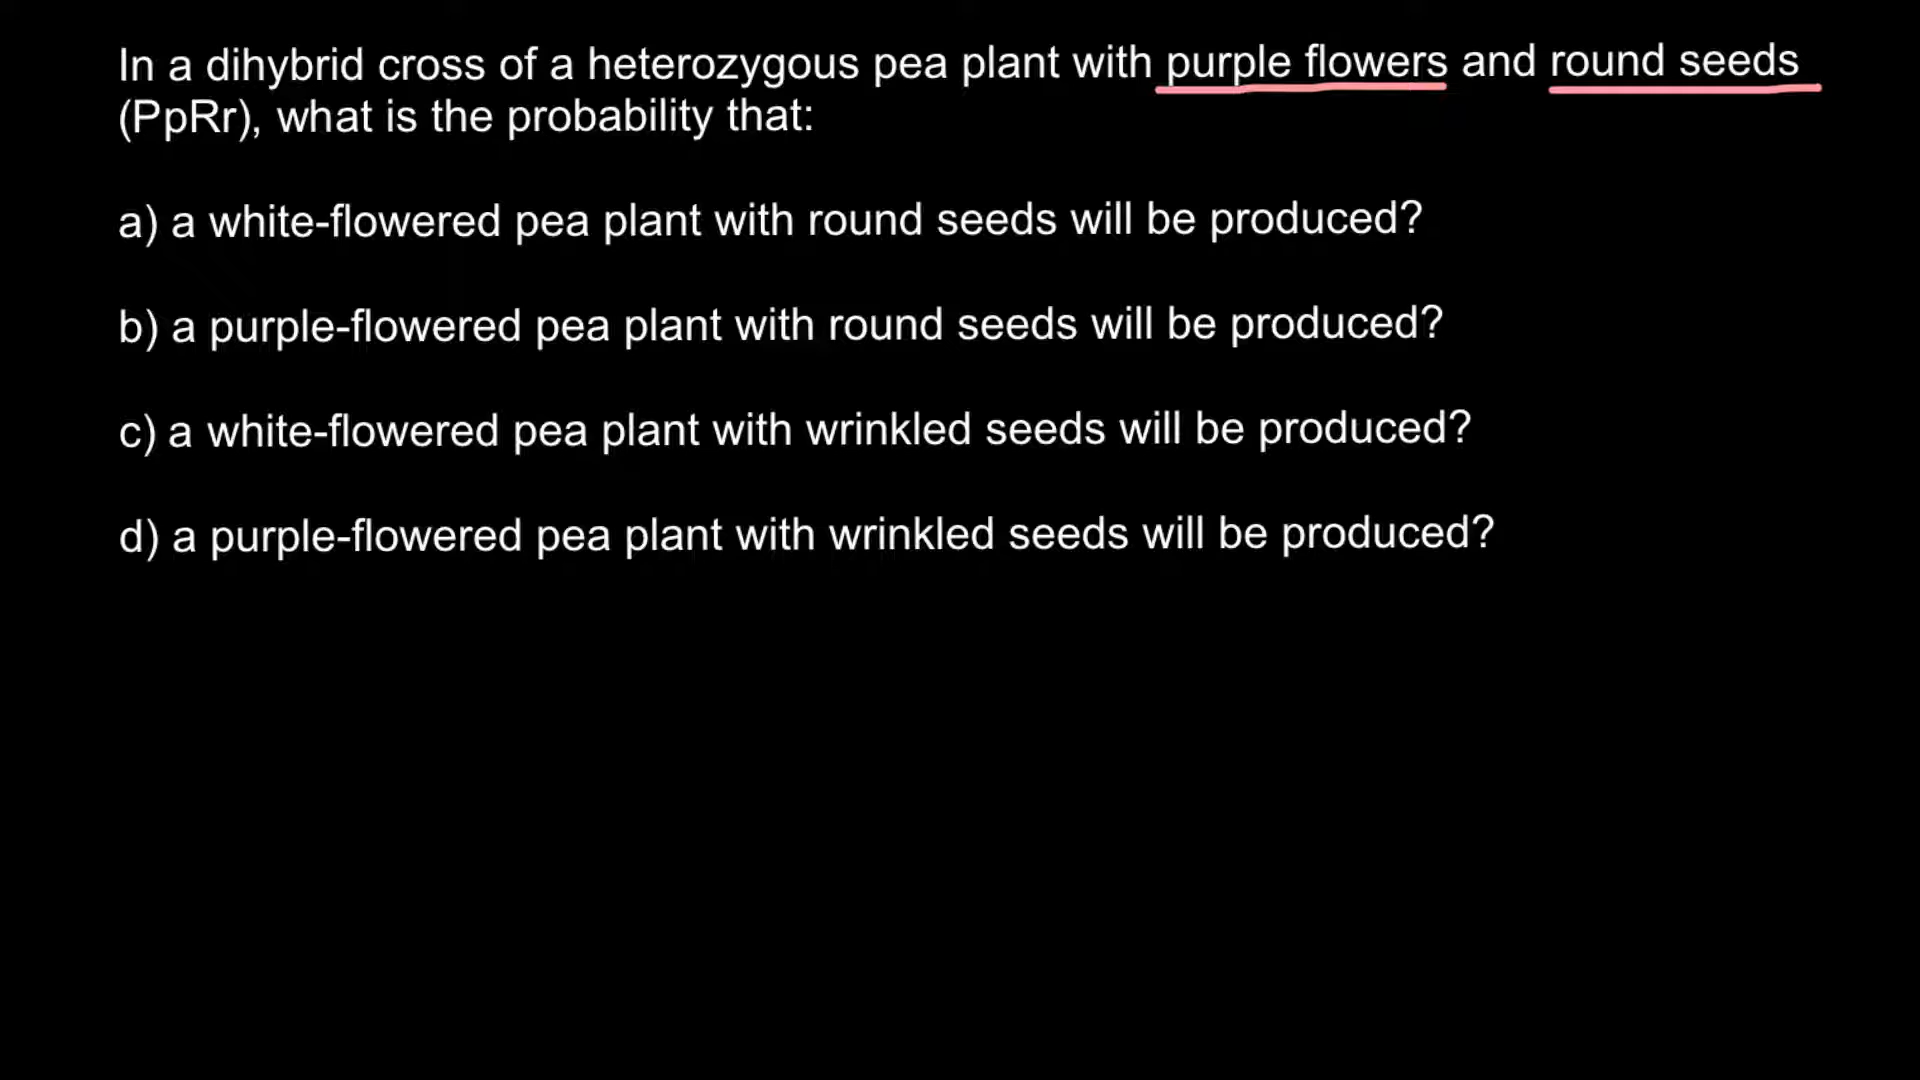 In a dihybrid cross of a heterozygous pea plant with purple flowers and round seeds
(PpRr), what is the probability that:
a) a white-flowered pea plant with round seeds will be produced?
b) a purple-flowered pea plant with round seeds will be produced?
c) a white-flowered pea plant with wrinkled seeds will be produced?
d) a purple-flowered pea plant with wrinkled seeds will be produced?